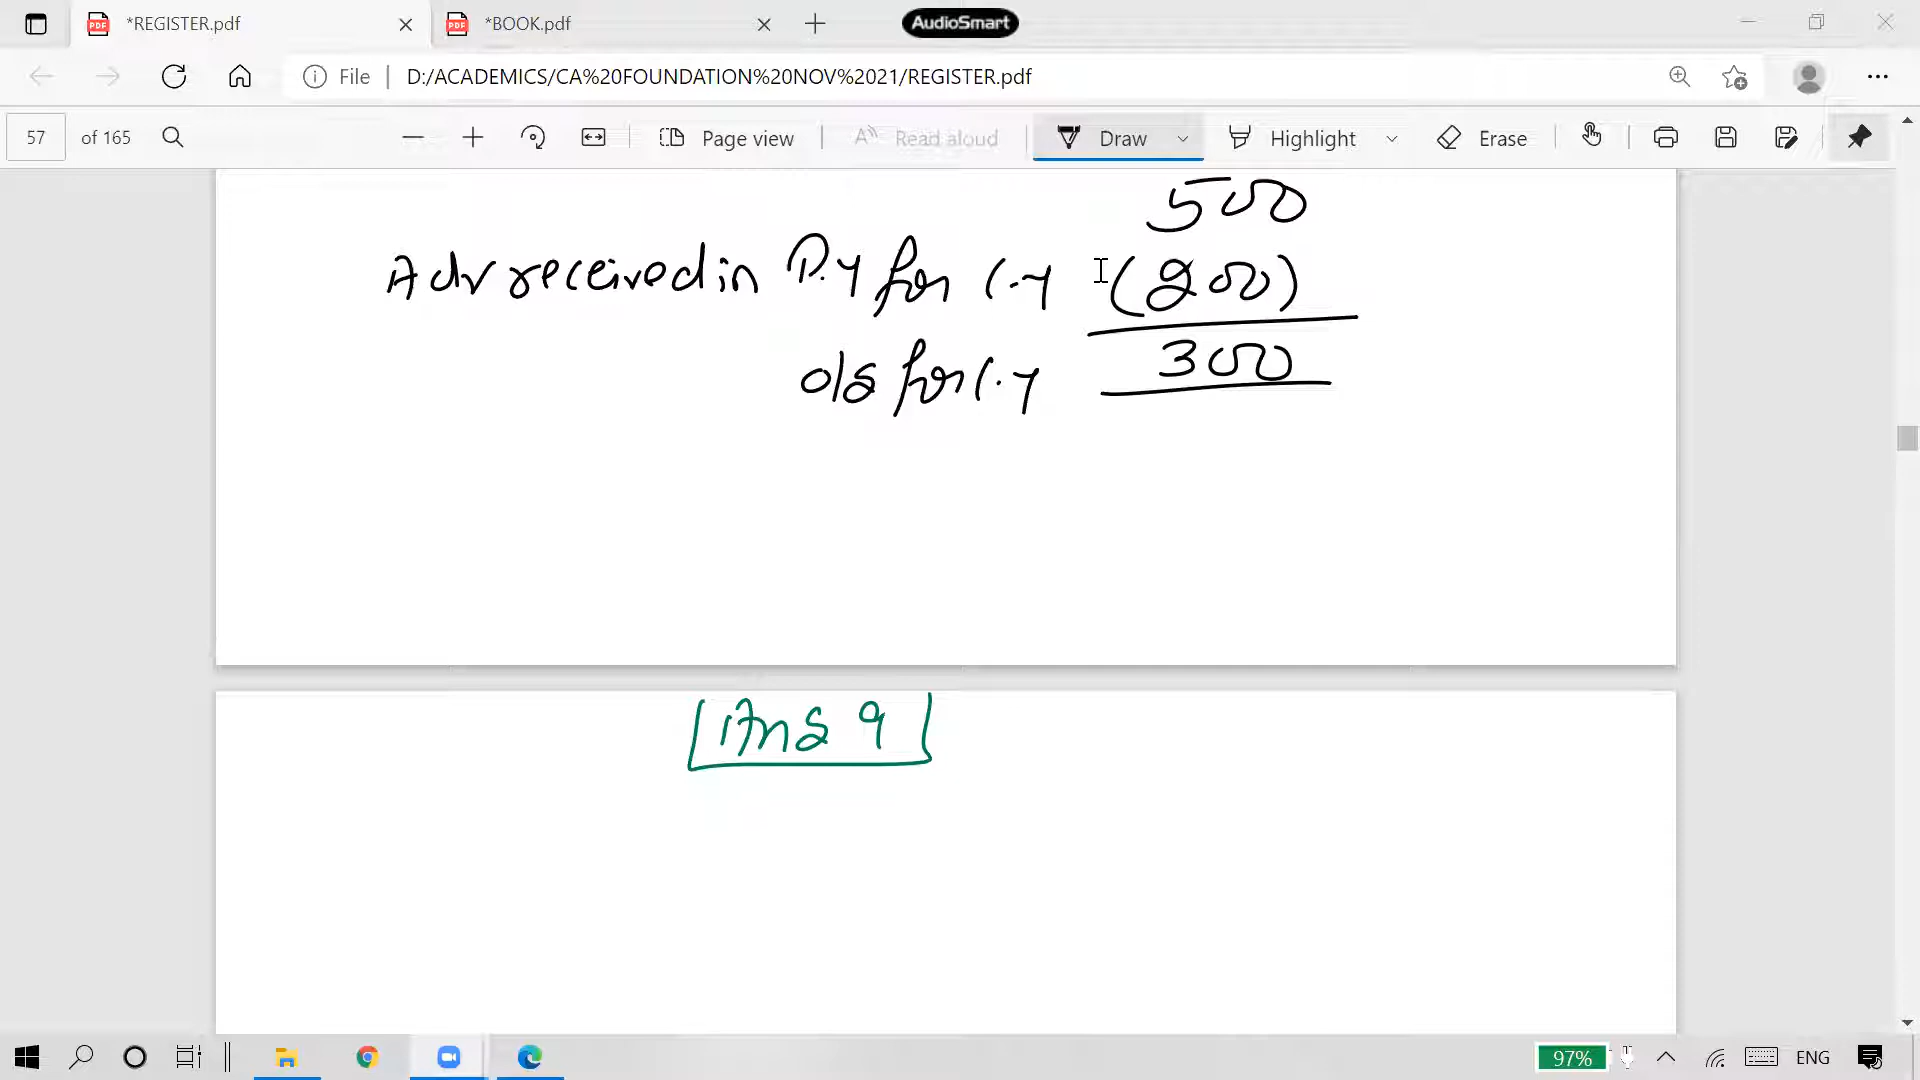 *REGISTER.pdf
*BOOK.pdf
AudioSmart
File
D:/ACADEMICS/CA%20FOUNDATION%20NOV%2021/REGISTER.pdf
57 of 165
Page view
Read aloud
Draw
Highlight
Erase
500
Adv received in P.Y for C.Y (200)
o/s for C.Y 300
Ans 9
97%
ENG